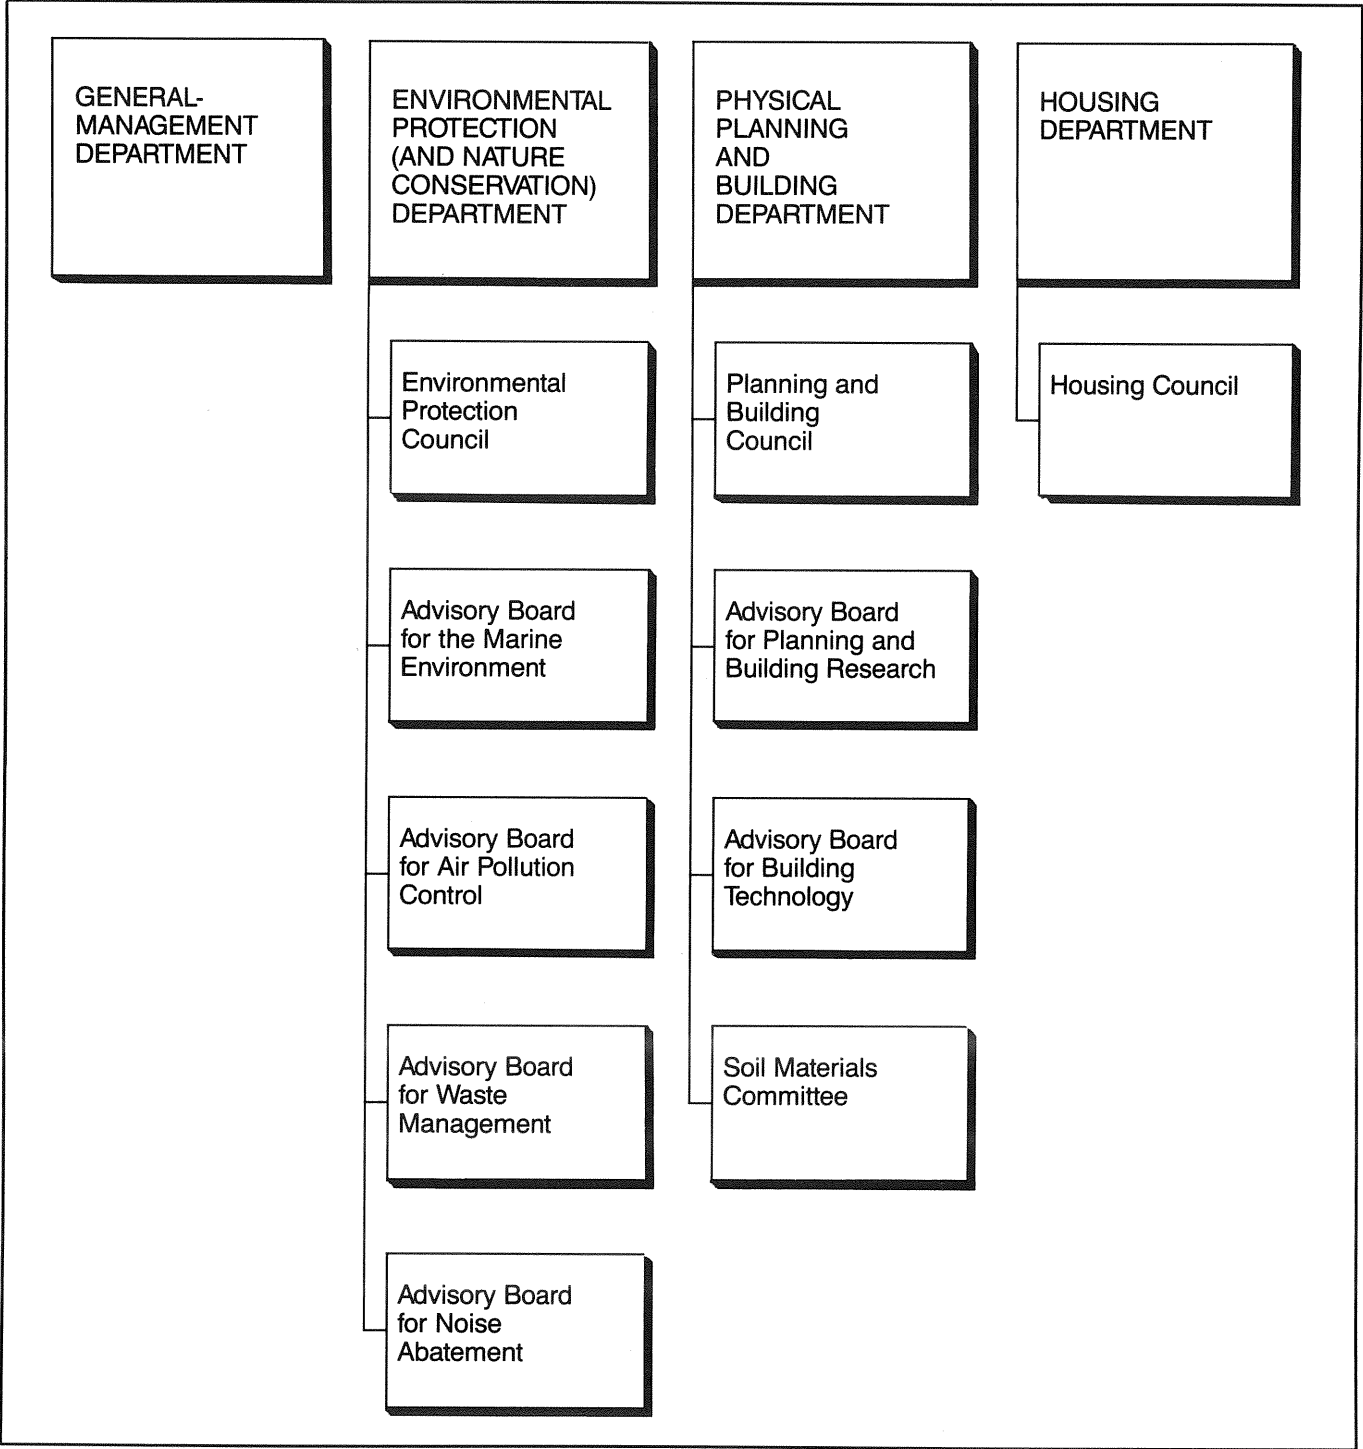 GENERAL-
MANAGEMENT
DEPARTMENT
ENVIRONMENTAL
PROTECTION
(AND NATURE
CONSERVATION)
DEPARTMENT
PHYSICAL
PLANNING
AND
BUILDING
DEPARTMENT
HOUSING
DEPARTMENT
Environmental
Protection
Council
Planning and
Building
Council
Housing Council
Advisory Board
for the Marine
Environment
Advisory Board
for Planning and
Building Research
Advisory Board
for Air Pollution
Control
Advisory Board
for Building
Technology
Advisory Board
for Waste
Management
Soil Materials
Committee
Advisory Board
for Noise
Abatement